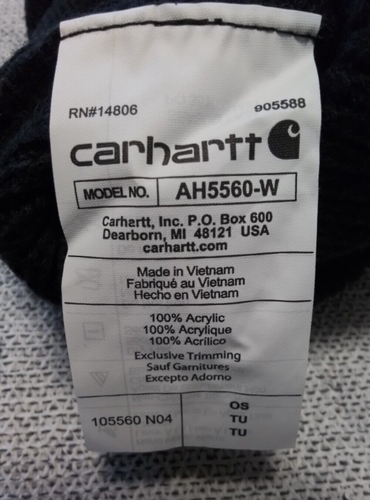 RN#14806 905588
carhartt
MODEL NO. AH5560-W
Carhartt, Inc. P.O. Box 600
Dearborn, MI 48121 USA
carhartt.com
Made in Vietnam
Fabriqué au Vietnam
Hecho en Vietnam
100% Acrylic
100% Acrylique
100% Acrílico
Exclusive Trimming
Sauf Garnitures
Excepto Adorno
105560 N04
OS
TU
TU